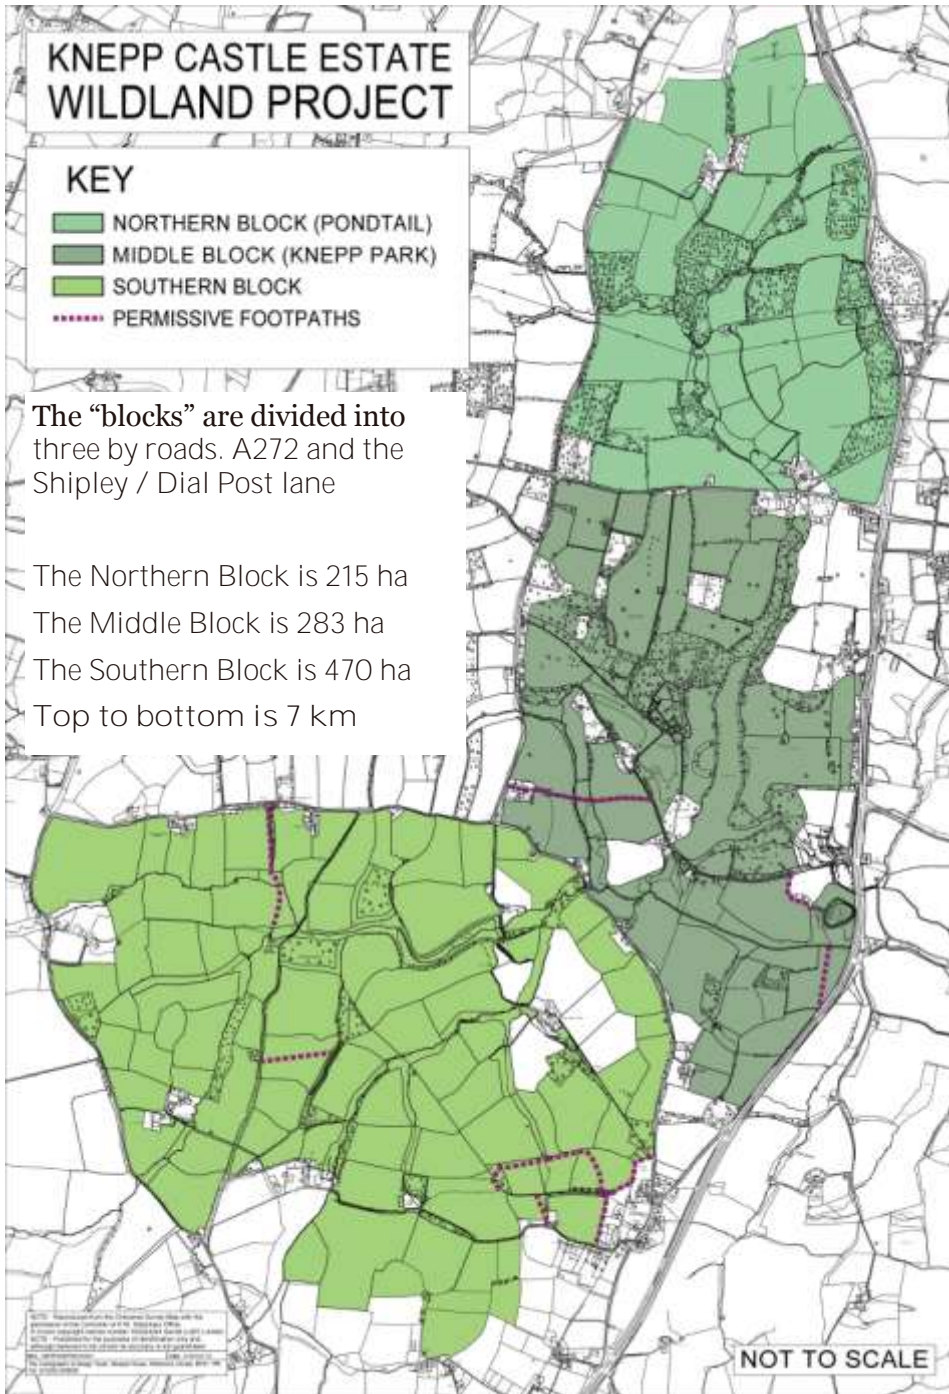 KNEPP CASTLE ESTATE
WILDLAND PROJECT
KEY
NORTHERN BLOCK (PONDTAIL)
MIDDLE BLOCK (KNEPP PARK)
SOUTHERN BLOCK
PERMISSIVE FOOTPATHS
The “blocks” are divided into
three by roads. A272 and the
Shipley / Dial Post lane
The Northern Block is 215 ha
The Middle Block is 283 ha
The Southern Block is 470 ha
Top to bottom is 7 km
NOT TO SCALE